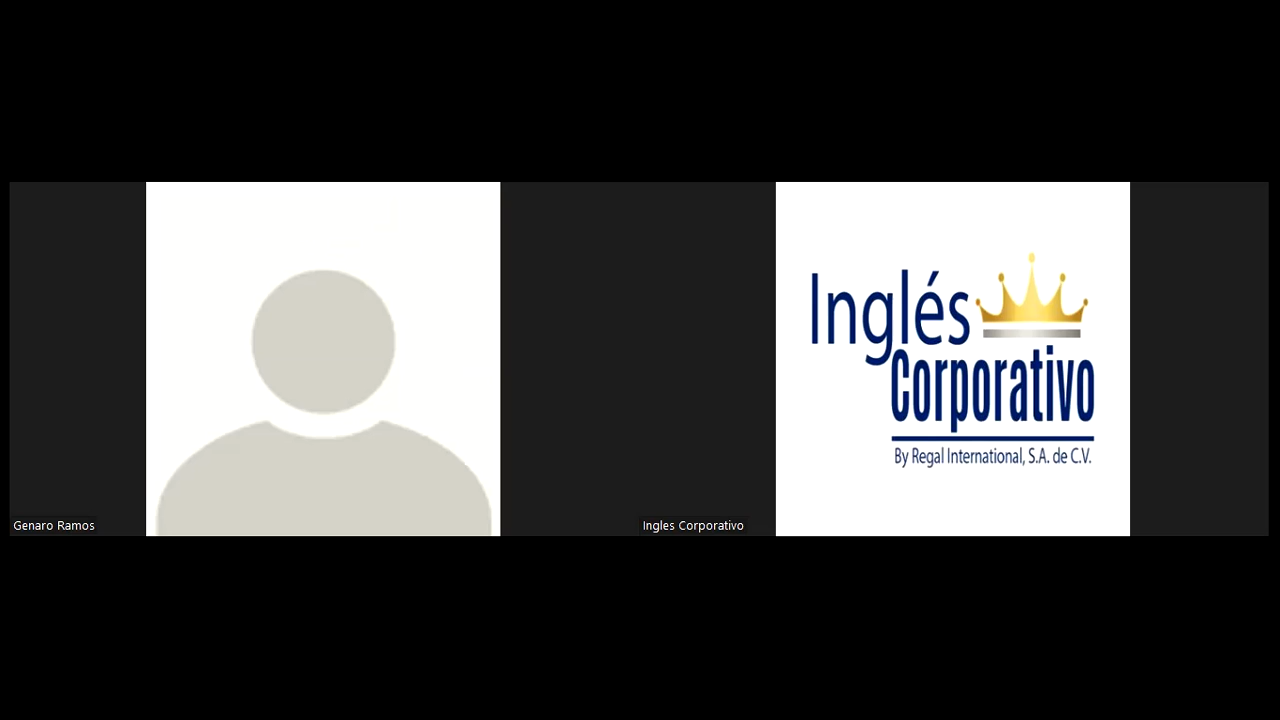 Inglés
Corporativo
By Regal International, S.A. de C.V.
Genaro Ramos
Ingles Corporativo